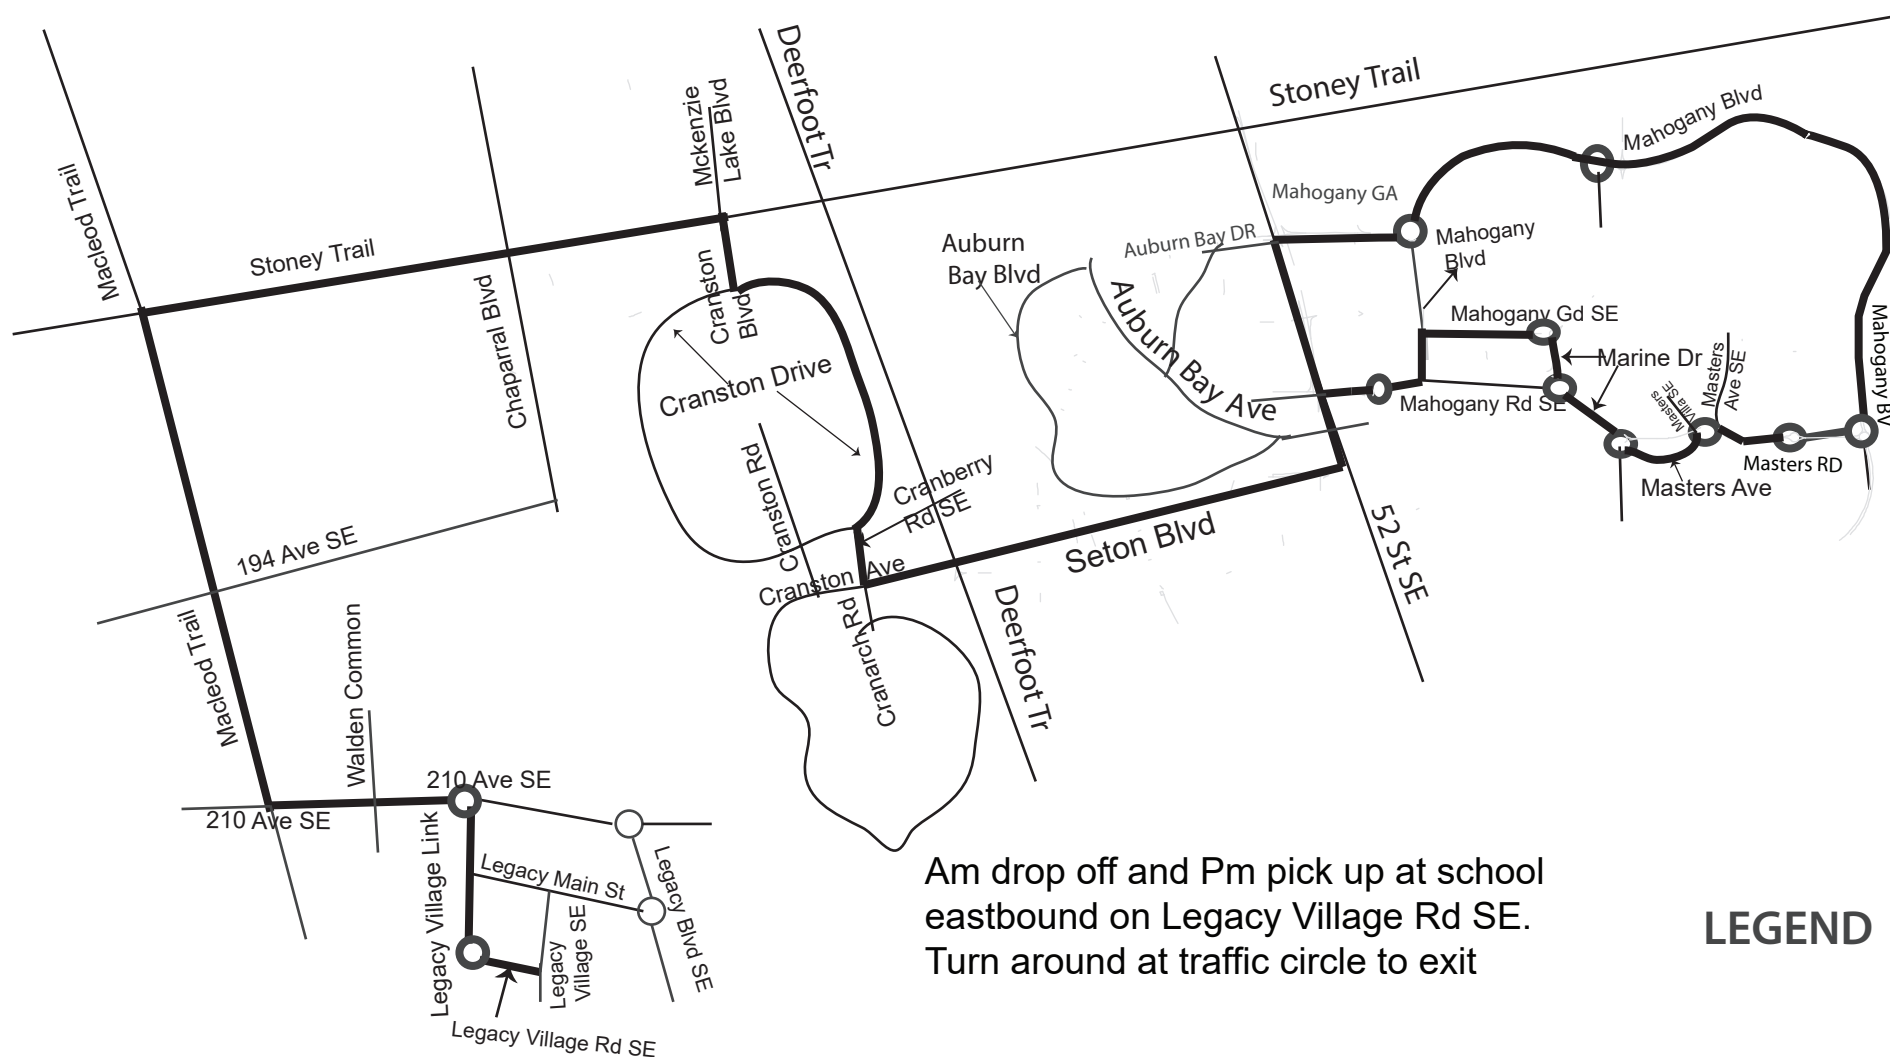 Deerfoot Tr
Stoney Trail
Mahogany Blvd
Mckenzie
Lake Blvd
Macleod Trail
Stoney Trail
Chaparral Blvd
Cranston
Blvd
Cranston Drive
Cranston Rd
Cranberry
Rd SE
Cranston Ave
Cranarch Rd
Deerfoot Tr
Auburn
Bay Blvd
Auburn Bay DR
Auburn Bay Ave
Seton Blvd
52 St SE
Mahogany GA
Mahogany
Blvd
Mahogany Gd SE
Marine Dr
Mahogany Rd SE
Masters
Villa SE
Masters
Ave SE
Masters Ave
Masters RD
Mahogany Bv
194 Ave SE
Macleod Trail
Walden Common
210 Ave SE
210 Ave SE
Legacy Village Link
Legacy Main St
Legacy Blvd SE
Legacy
Village SE
Legacy Village Rd SE
Am drop off and Pm pick up at school
eastbound on Legacy Village Rd SE.
Turn around at traffic circle to exit
LEGEND